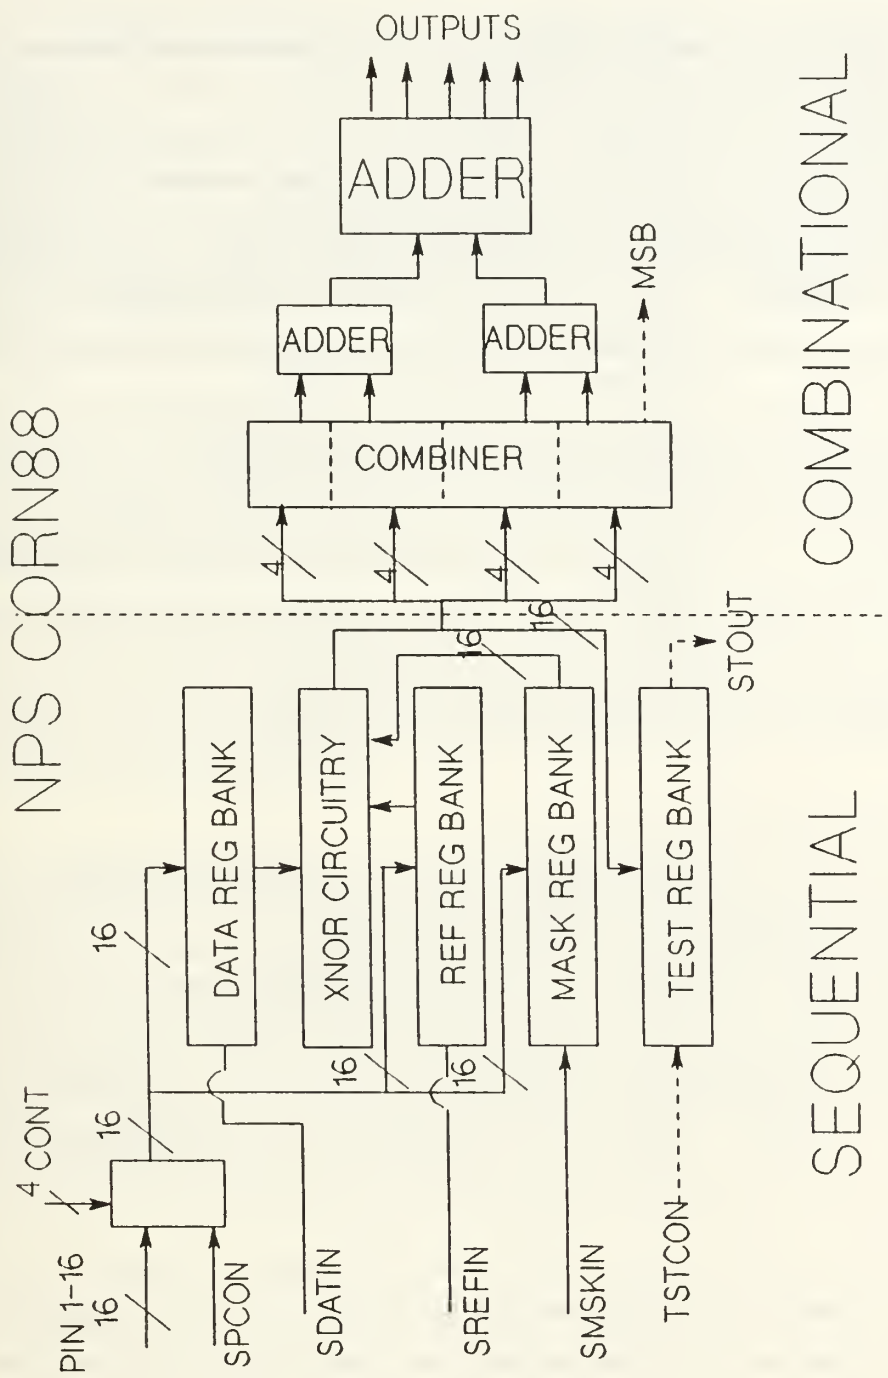 NPS CORN88
OUTPUTS
ADDER
ADDER
ADDER
MSB
COMBINER
4
4
4
4
COMBINATIONAL
16
16
STOUT
DATA REG BANK
XNOR CIRCUITRY
REF REG BANK
MASK REG BANK
TEST REG BANK
16
16
16
16
4 CONT
PIN 1-16
16
SPCON
SDATIN
SREFIN
SMSKIN
TSTCON
SEQUENTIAL